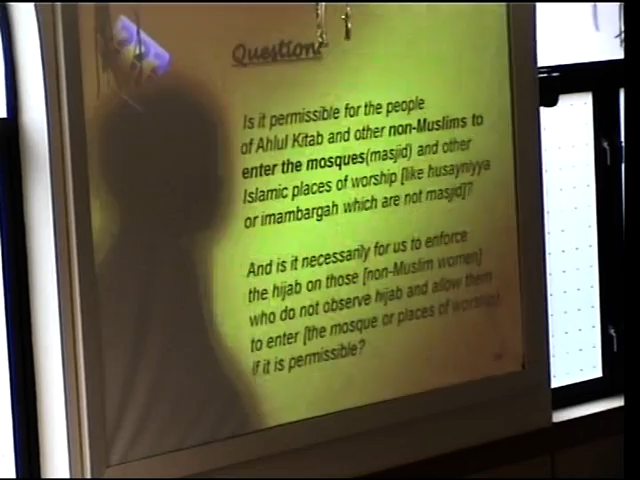 Question
Is it permissible for the people
of Ahlul Kitab and other non-Muslims to
enter the mosques(masjid) and other
Islamic places of worship [like husayniyya
or imambargah which are not masjid]?
And is it necessarily for us to enforce
the hijab on those [non-Muslim women]
who do not observe hijab and allow them
to enter [the mosque or places of worship]
if it is permissible?